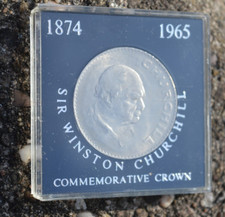 1874 1965
SIR WINSTON CHURCHILL
CHURCHILL
COMMEMORATIVE CROWN